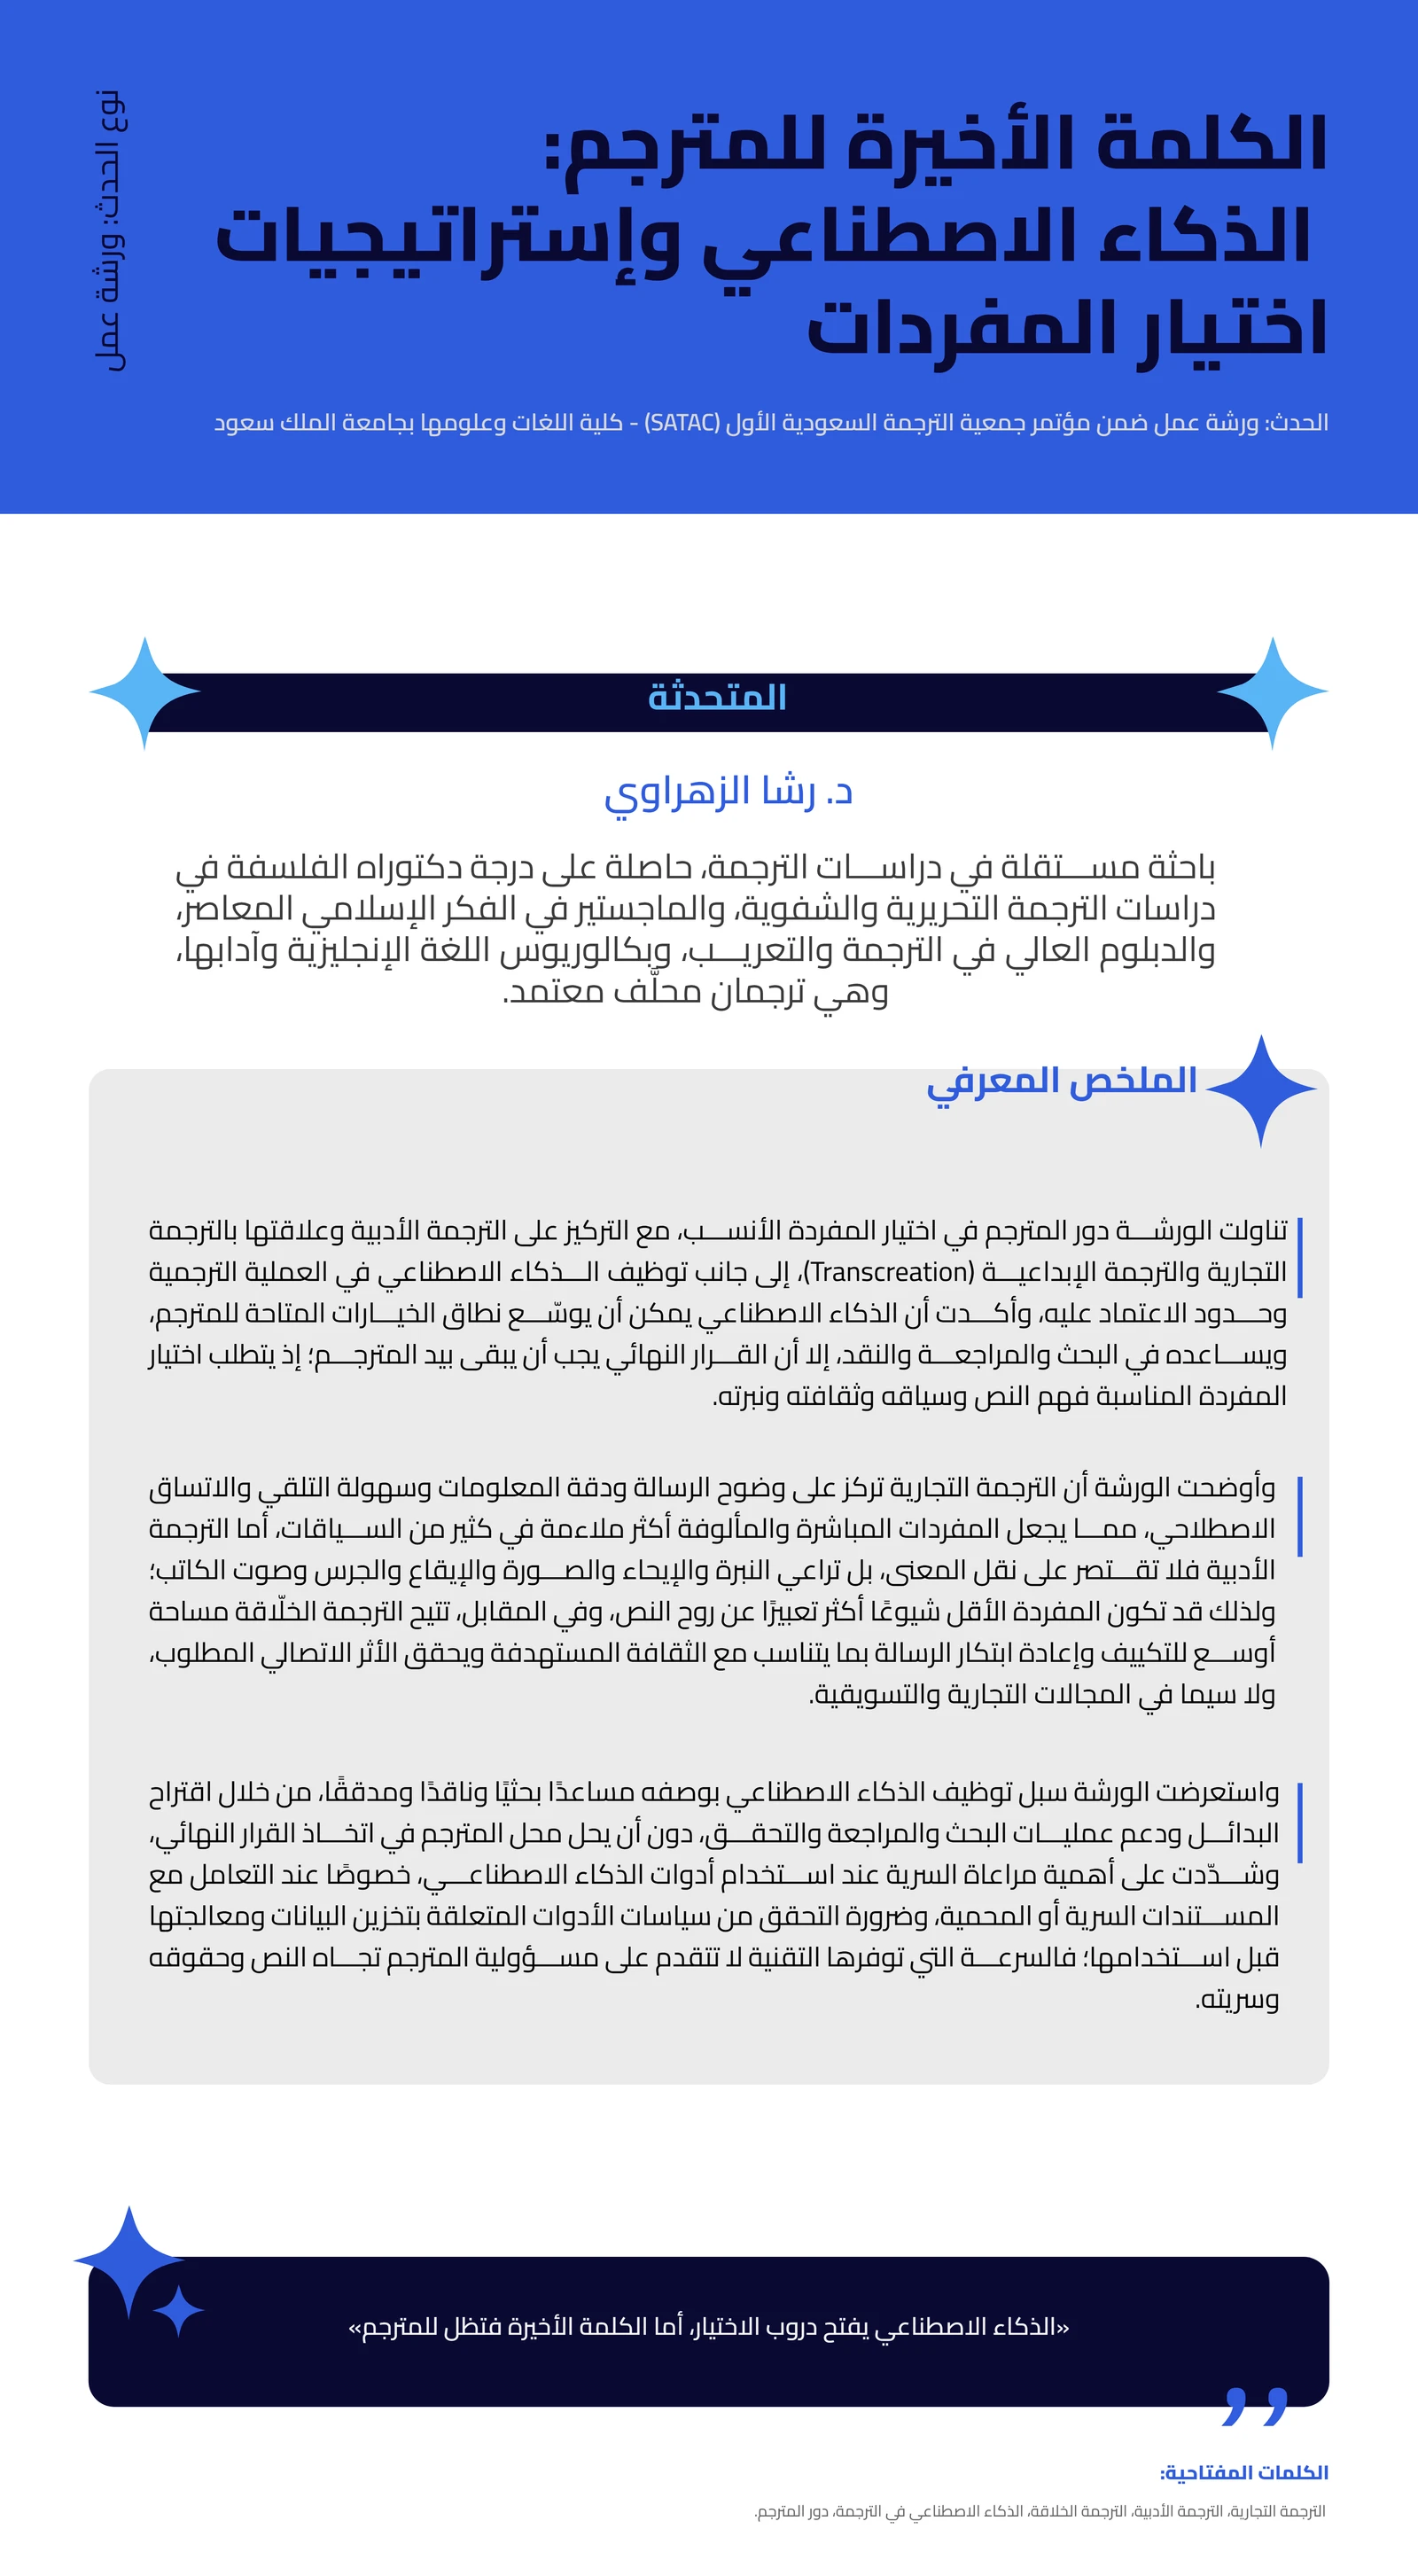 الكلمة الأخيرة للمترجم:
الذكاء الاصطناعي وإستراتيجيات
اختيار المفردات
نوع الحدث: ورشة عمل
الحدث: ورشة عمل ضمن مؤتمر جمعية الترجمة السعودية الأول (SATAC) - كلية اللغات وعلومها بجامعة الملك سعود
المتحدثة
د. رشا الزهراوي
باحثة مستقلة في دراسات الترجمة، حاصلة على درجة دكتوراه الفلسفة في
دراسات الترجمة التحريرية والشفوية، والماجستير في الفكر الإسلامي المعاصر،
والدبلوم العالي في الترجمة والتعريب، وبكالوريوس اللغة الإنجليزية وآدابها،
وهي ترجمان محلَّف معتمد.
الملخص المعرفي
تناولت الورشة دور المترجم في اختيار المفردة الأنسب، مع التركيز على الترجمة الأدبية وعلاقتها بالترجمة
التجارية والترجمة الإبداعية (Transcreation)، إلى جانب توظيف الذكاء الاصطناعي في العملية الترجمية
وحدود الاعتماد عليه، وأكدت أن الذكاء الاصطناعي يمكن أن يوسّع نطاق الخيارات المتاحة للمترجم،
ويساعده في البحث والمراجعة والنقد، إلا أن القرار النهائي يجب أن يبقى بيد المترجم؛ إذ يتطلب اختيار
المفردة المناسبة فهم النص وسياقه وثقافته ونبرته.
وأوضحت الورشة أن الترجمة التجارية تركز على وضوح الرسالة ودقة المعلومات وسهولة التلقي والاتساق
الاصطلاحي، مما يجعل المفردات المباشرة والمألوفة أكثر ملاءمة في كثير من السياقات، أما الترجمة
الأدبية فلا تقتصر على نقل المعنى، بل تراعي النبرة والإيحاء والصورة والإيقاع والجرس وصوت الكاتب؛
ولذلك قد تكون المفردة الأقل شيوعًا أكثر تعبيرًا عن روح النص، وفي المقابل، تتيح الترجمة الخلّاقة مساحة
أوسع للتكييف وإعادة ابتكار الرسالة بما يتناسب مع الثقافة المستهدفة ويحقق الأثر الاتصالي المطلوب،
ولا سيما في المجالات التجارية والتسويقية.
واستعرضت الورشة سبل توظيف الذكاء الاصطناعي بوصفه مساعدًا بحثيًا وناقدًا ومدققًا، من خلال اقتراح
البدائل ودعم عمليات البحث والمراجعة والتحقق، دون أن يحل محل المترجم في اتخاذ القرار النهائي،
وشدّدت على أهمية مراعاة السرية عند استخدام أدوات الذكاء الاصطناعي، خصوصًا عند التعامل مع
المستندات السرية أو المحمية، وضرورة التحقق من سياسات الأدوات المتعلقة بتخزين البيانات ومعالجتها
قبل استخدامها؛ فالسرعة التي توفرها التقنية لا تتقدم على مسؤولية المترجم تجاه النص وحقوقه
وسريته.
«الذكاء الاصطناعي يفتح دروب الاختيار، أما الكلمة الأخيرة فتظل للمترجم»
الكلمات المفتاحية:
الترجمة التجارية، الترجمة الأدبية، الترجمة الخلاقة، الذكاء الاصطناعي في الترجمة، دور المترجم.